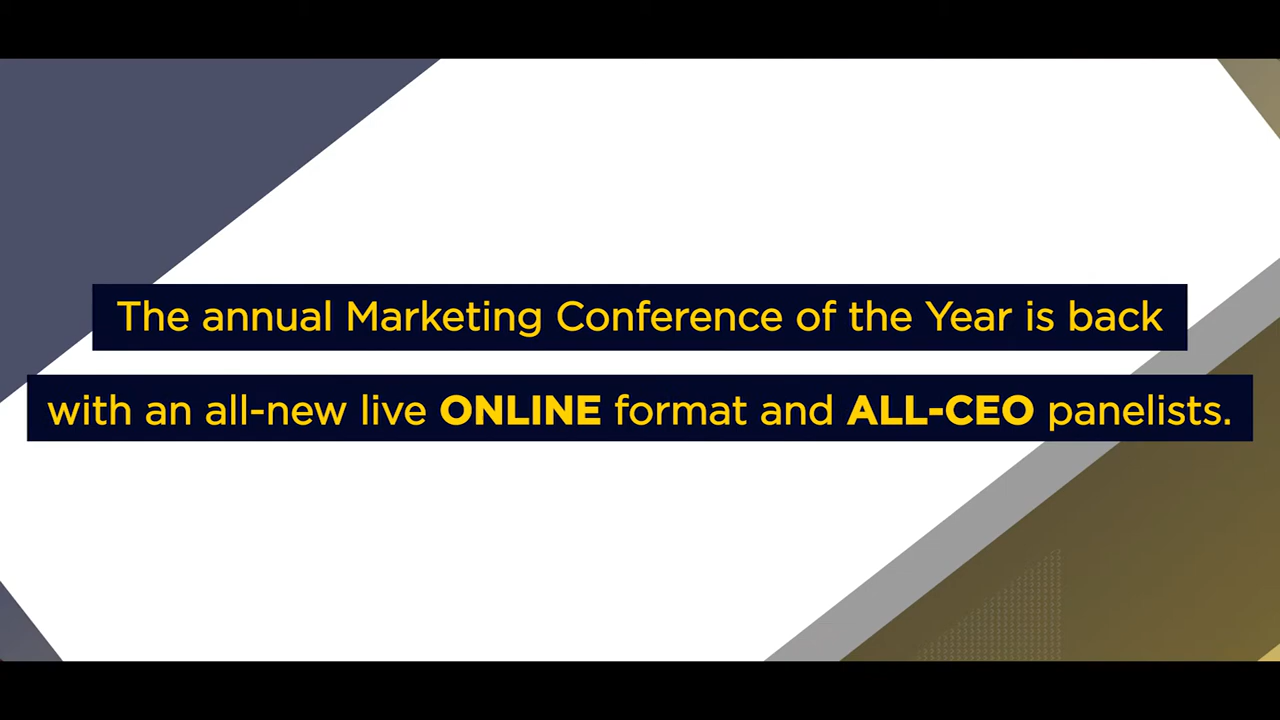 The annual Marketing Conference of the Year is back
with an all-new live ONLINE format and ALL-CEO panelists.